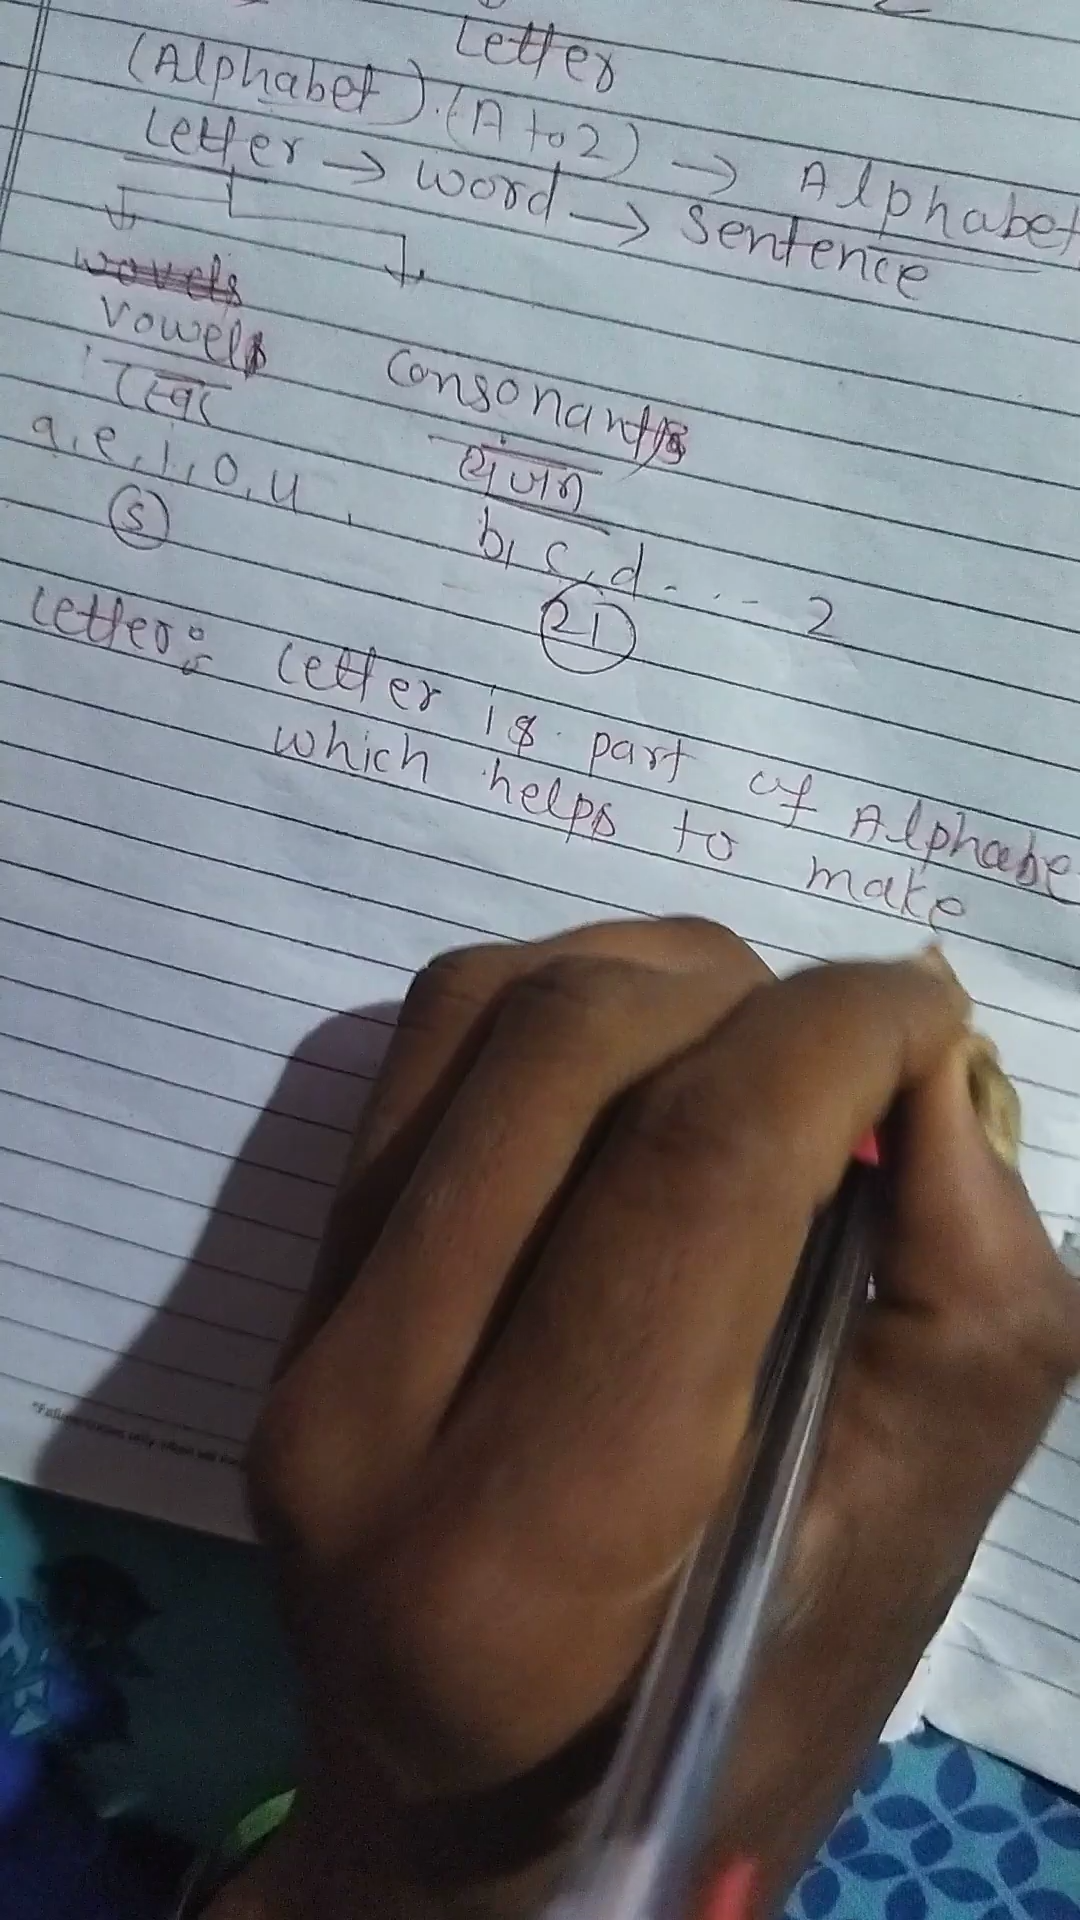 Letter
(Alphabet). (A to Z) → Alphabet
Letter → word → sentence
vowels consonants
स्वर व्यंजन
a, e, i, o, u, b, c, d ... z
5 21
Letter: Letter is part of Alphabe
which helps to make